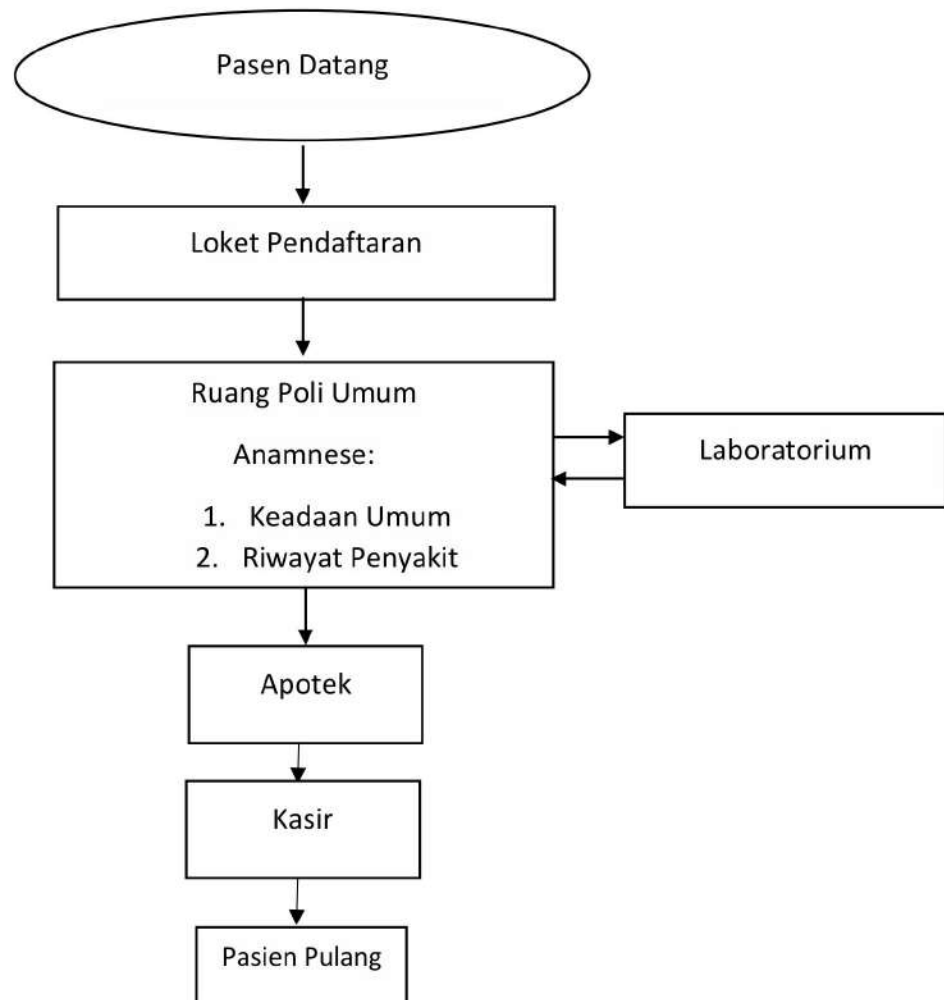 Pasen Datang
Loket Pendaftaran
Ruang Poli Umum
Anamnese:
1. Keadaan Umum
2. Riwayat Penyakit
Laboratorium
Apotek
Kasir
Pasien Pulang